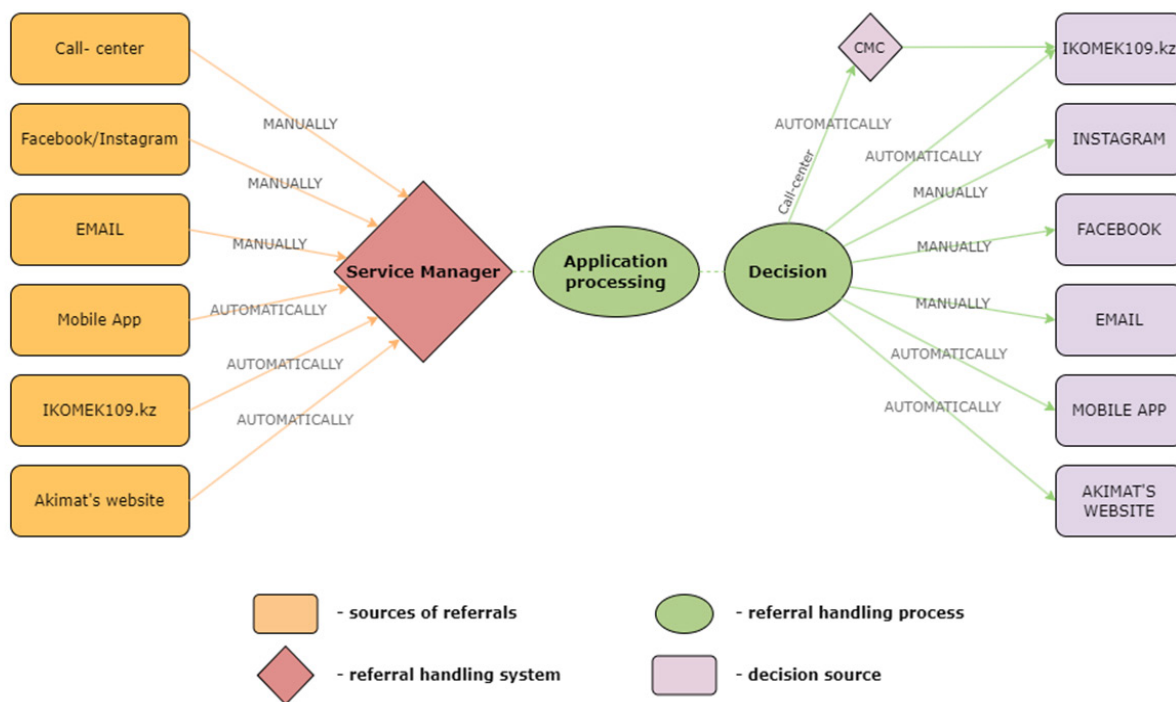 Call- center
Facebook/Instagram
EMAIL
Mobile App
IKOMEK109.kz
Akimat's website
MANUALLY
MANUALLY
MANUALLY
AUTOMATICALLY
AUTOMATICALLY
AUTOMATICALLY
Service Manager
Application
processing
Decision
Call-center
CMC
AUTOMATICALLY
AUTOMATICALLY
MANUALLY
MANUALLY
MANUALLY
AUTOMATICALLY
AUTOMATICALLY
IKOMEK109.kz
INSTAGRAM
FACEBOOK
EMAIL
MOBILE APP
AKIMAT'S
WEBSITE
- sources of referrals
- referral handling process
- referral handling system
- decision source